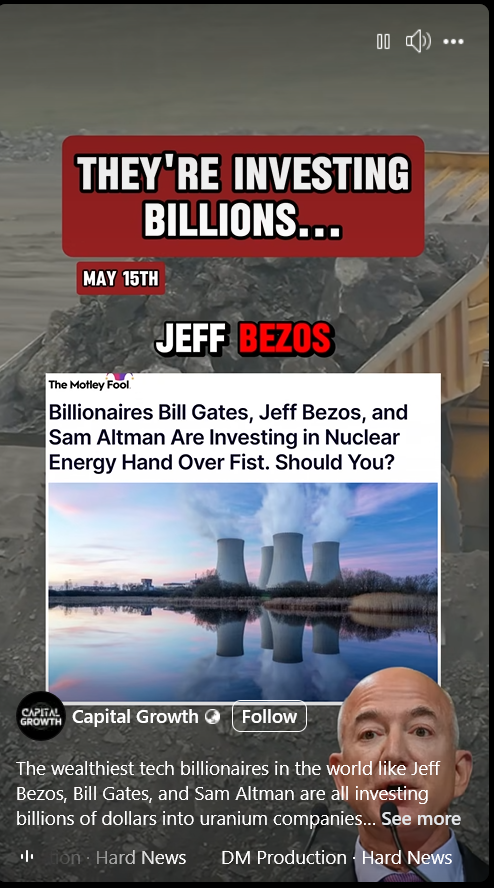 THEY'RE INVESTING
BILLIONS...
MAY 15TH
JEFF BEZOS
The Motley Fool
Billionaires Bill Gates, Jeff Bezos, and
Sam Altman Are Investing in Nuclear
Energy Hand Over Fist. Should You?
CAPITAL
GROWTH
Capital Growth
Follow
The wealthiest tech billionaires in the world like Jeff
Bezos, Bill Gates, and Sam Altman are all investing
billions of dollars into uranium companies... See more
· Hard News DM Production · Hard News